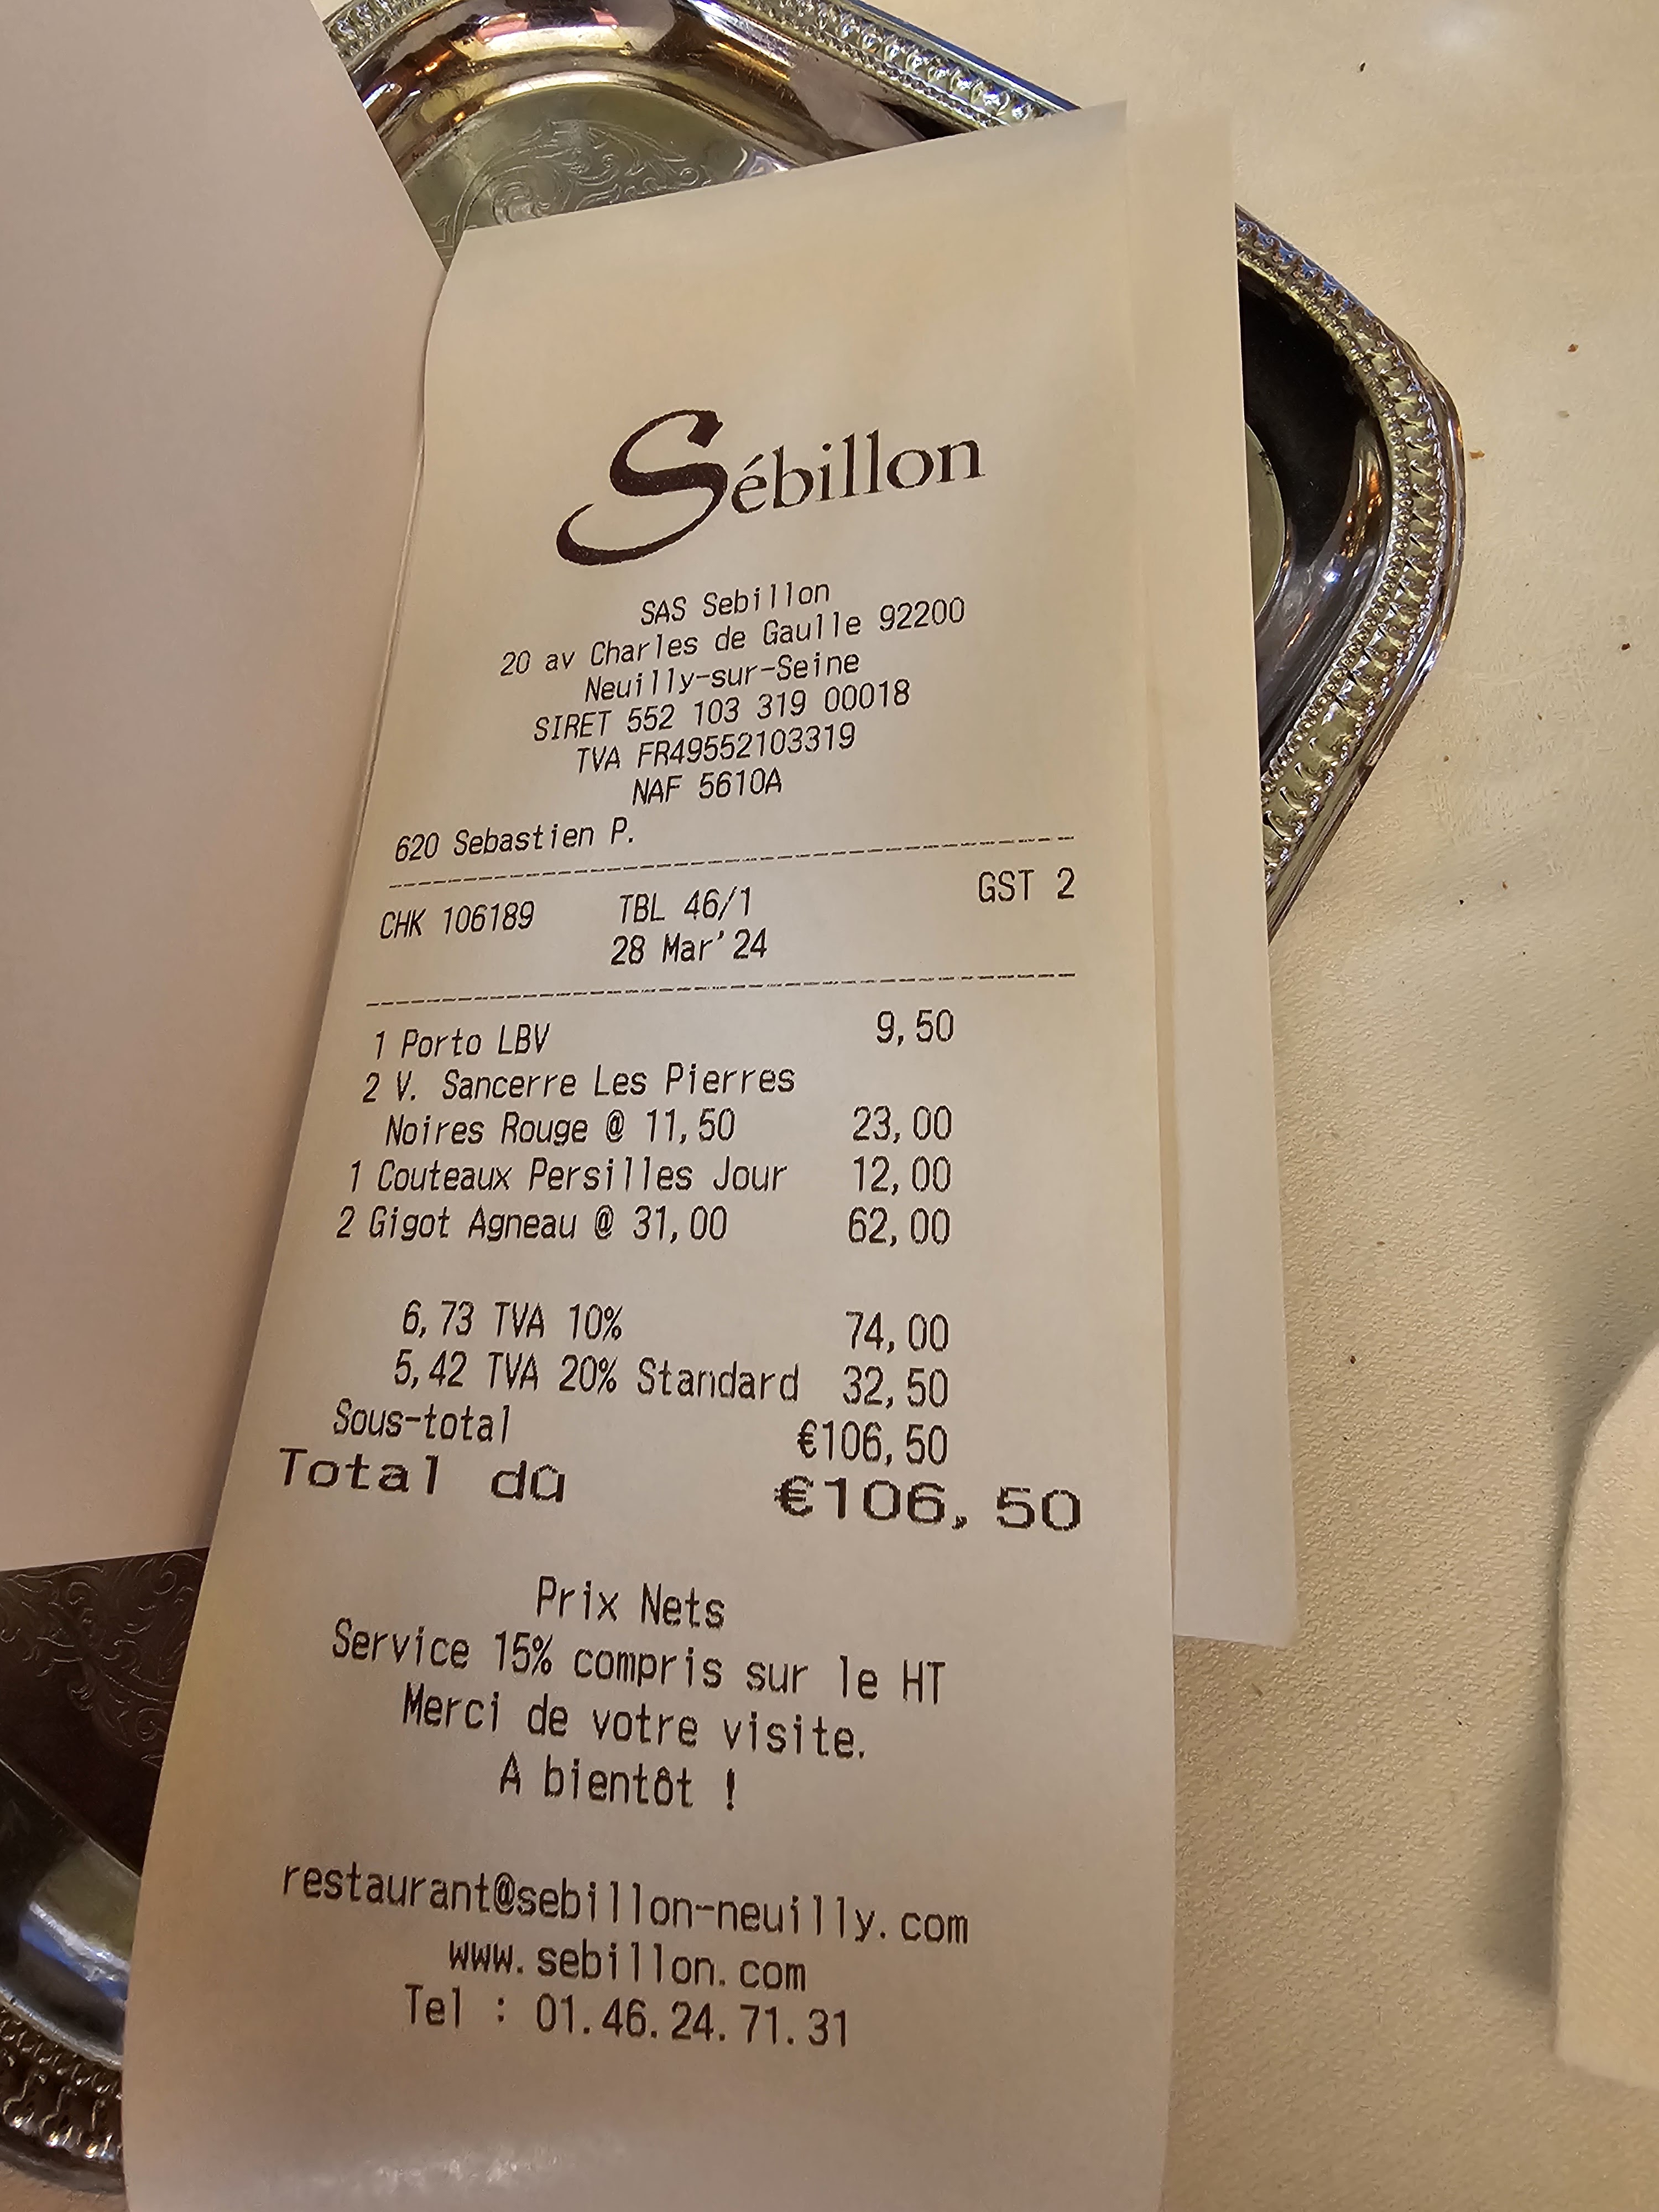 Sébillon
SAS Sebillon
20 av Charles de Gaulle 92200
Neuilly-sur-Seine
SIRET 552 103 319 00018
TVA FR49552103319
NAF 5610A
620 Sebastien P.
CHK 106189 TBL 46/1 GST 2
28 Mar'24
1 Porto LBV 9,50
2 V. Sancerre Les Pierres
Noires Rouge @ 11,50 23,00
1 Couteaux Persilles Jour 12,00
2 Gigot Agneau @ 31,00 62,00
6,73 TVA 10% 74,00
5,42 TVA 20% Standard 32,50
Sous-total €106,50
Total dû €106,50
Prix Nets
Service 15% compris sur le HT
Merci de votre visite.
A bientôt !
restaurant@sebillon-neuilly.com
www.sebillon.com
Tel : 01.46.24.71.31